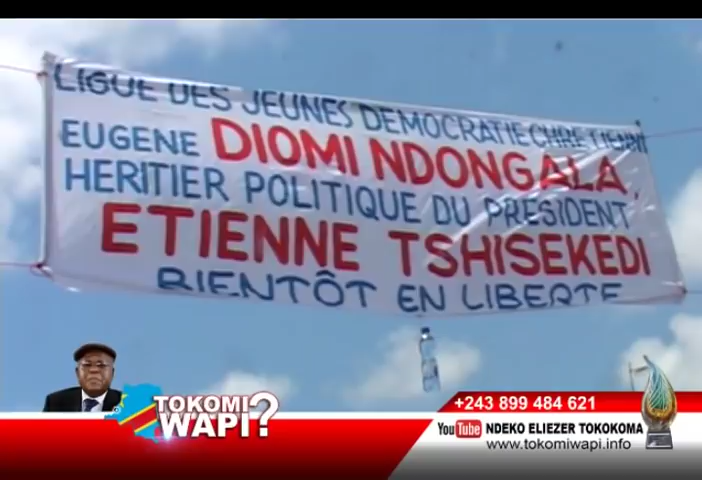 LIGUE DES JEUNES DEMOCRATIE CHRETIENNE
EUGENE DIOMI NDONGALA,
HERITIER POLITIQUE DU PRESIDENT
ETIENNE TSHISEKEDI
BIENTÔT EN LIBERTE
TOKOMI
WAPI?
+243 899 484 621
YouTube NDEKO ELIEZER TOKOKOMA
www.tokomiwapi.info